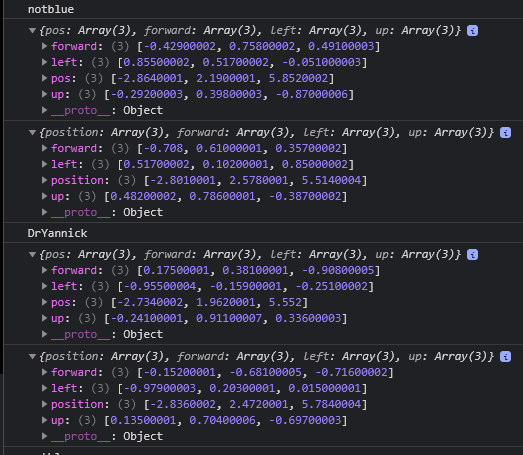 notblue
▼{pos: Array(3), forward: Array(3), left: Array(3), up: Array(3)} i
▶forward: (3) [-0.42900002, 0.75800002, 0.49100003]
▶left: (3) [0.85500002, 0.51700002, -0.051000003]
▶pos: (3) [-2.8640001, 2.1900001, 5.8520002]
▶up: (3) [-0.29200003, 0.39800003, -0.87000006]
▶__proto__: Object
▼{position: Array(3), forward: Array(3), left: Array(3), up: Array(3)} i
▶forward: (3) [-0.708, 0.61000001, 0.35700002]
▶left: (3) [0.51700002, 0.10200001, 0.85000002]
▶position: (3) [-2.8010001, 2.5780001, 5.5140004]
▶up: (3) [0.48200002, 0.78600001, -0.38700002]
▶__proto__: Object
DrYannick
▼{pos: Array(3), forward: Array(3), left: Array(3), up: Array(3)} i
▶forward: (3) [0.17500001, 0.38100001, -0.90800005]
▶left: (3) [-0.95500004, -0.15900001, -0.25100002]
▶pos: (3) [-2.7340002, 1.9620001, 5.552]
▶up: (3) [-0.24100001, 0.91100007, 0.33600003]
▶__proto__: Object
▼{position: Array(3), forward: Array(3), left: Array(3), up: Array(3)} i
▶forward: (3) [-0.15200001, -0.68100005, -0.71600002]
▶left: (3) [-0.97900003, 0.20300001, 0.015000001]
▶position: (3) [-2.8360002, 2.4720001, 5.7840004]
▶up: (3) [0.13500001, 0.70400006, -0.69700003]
▶__proto__: Object